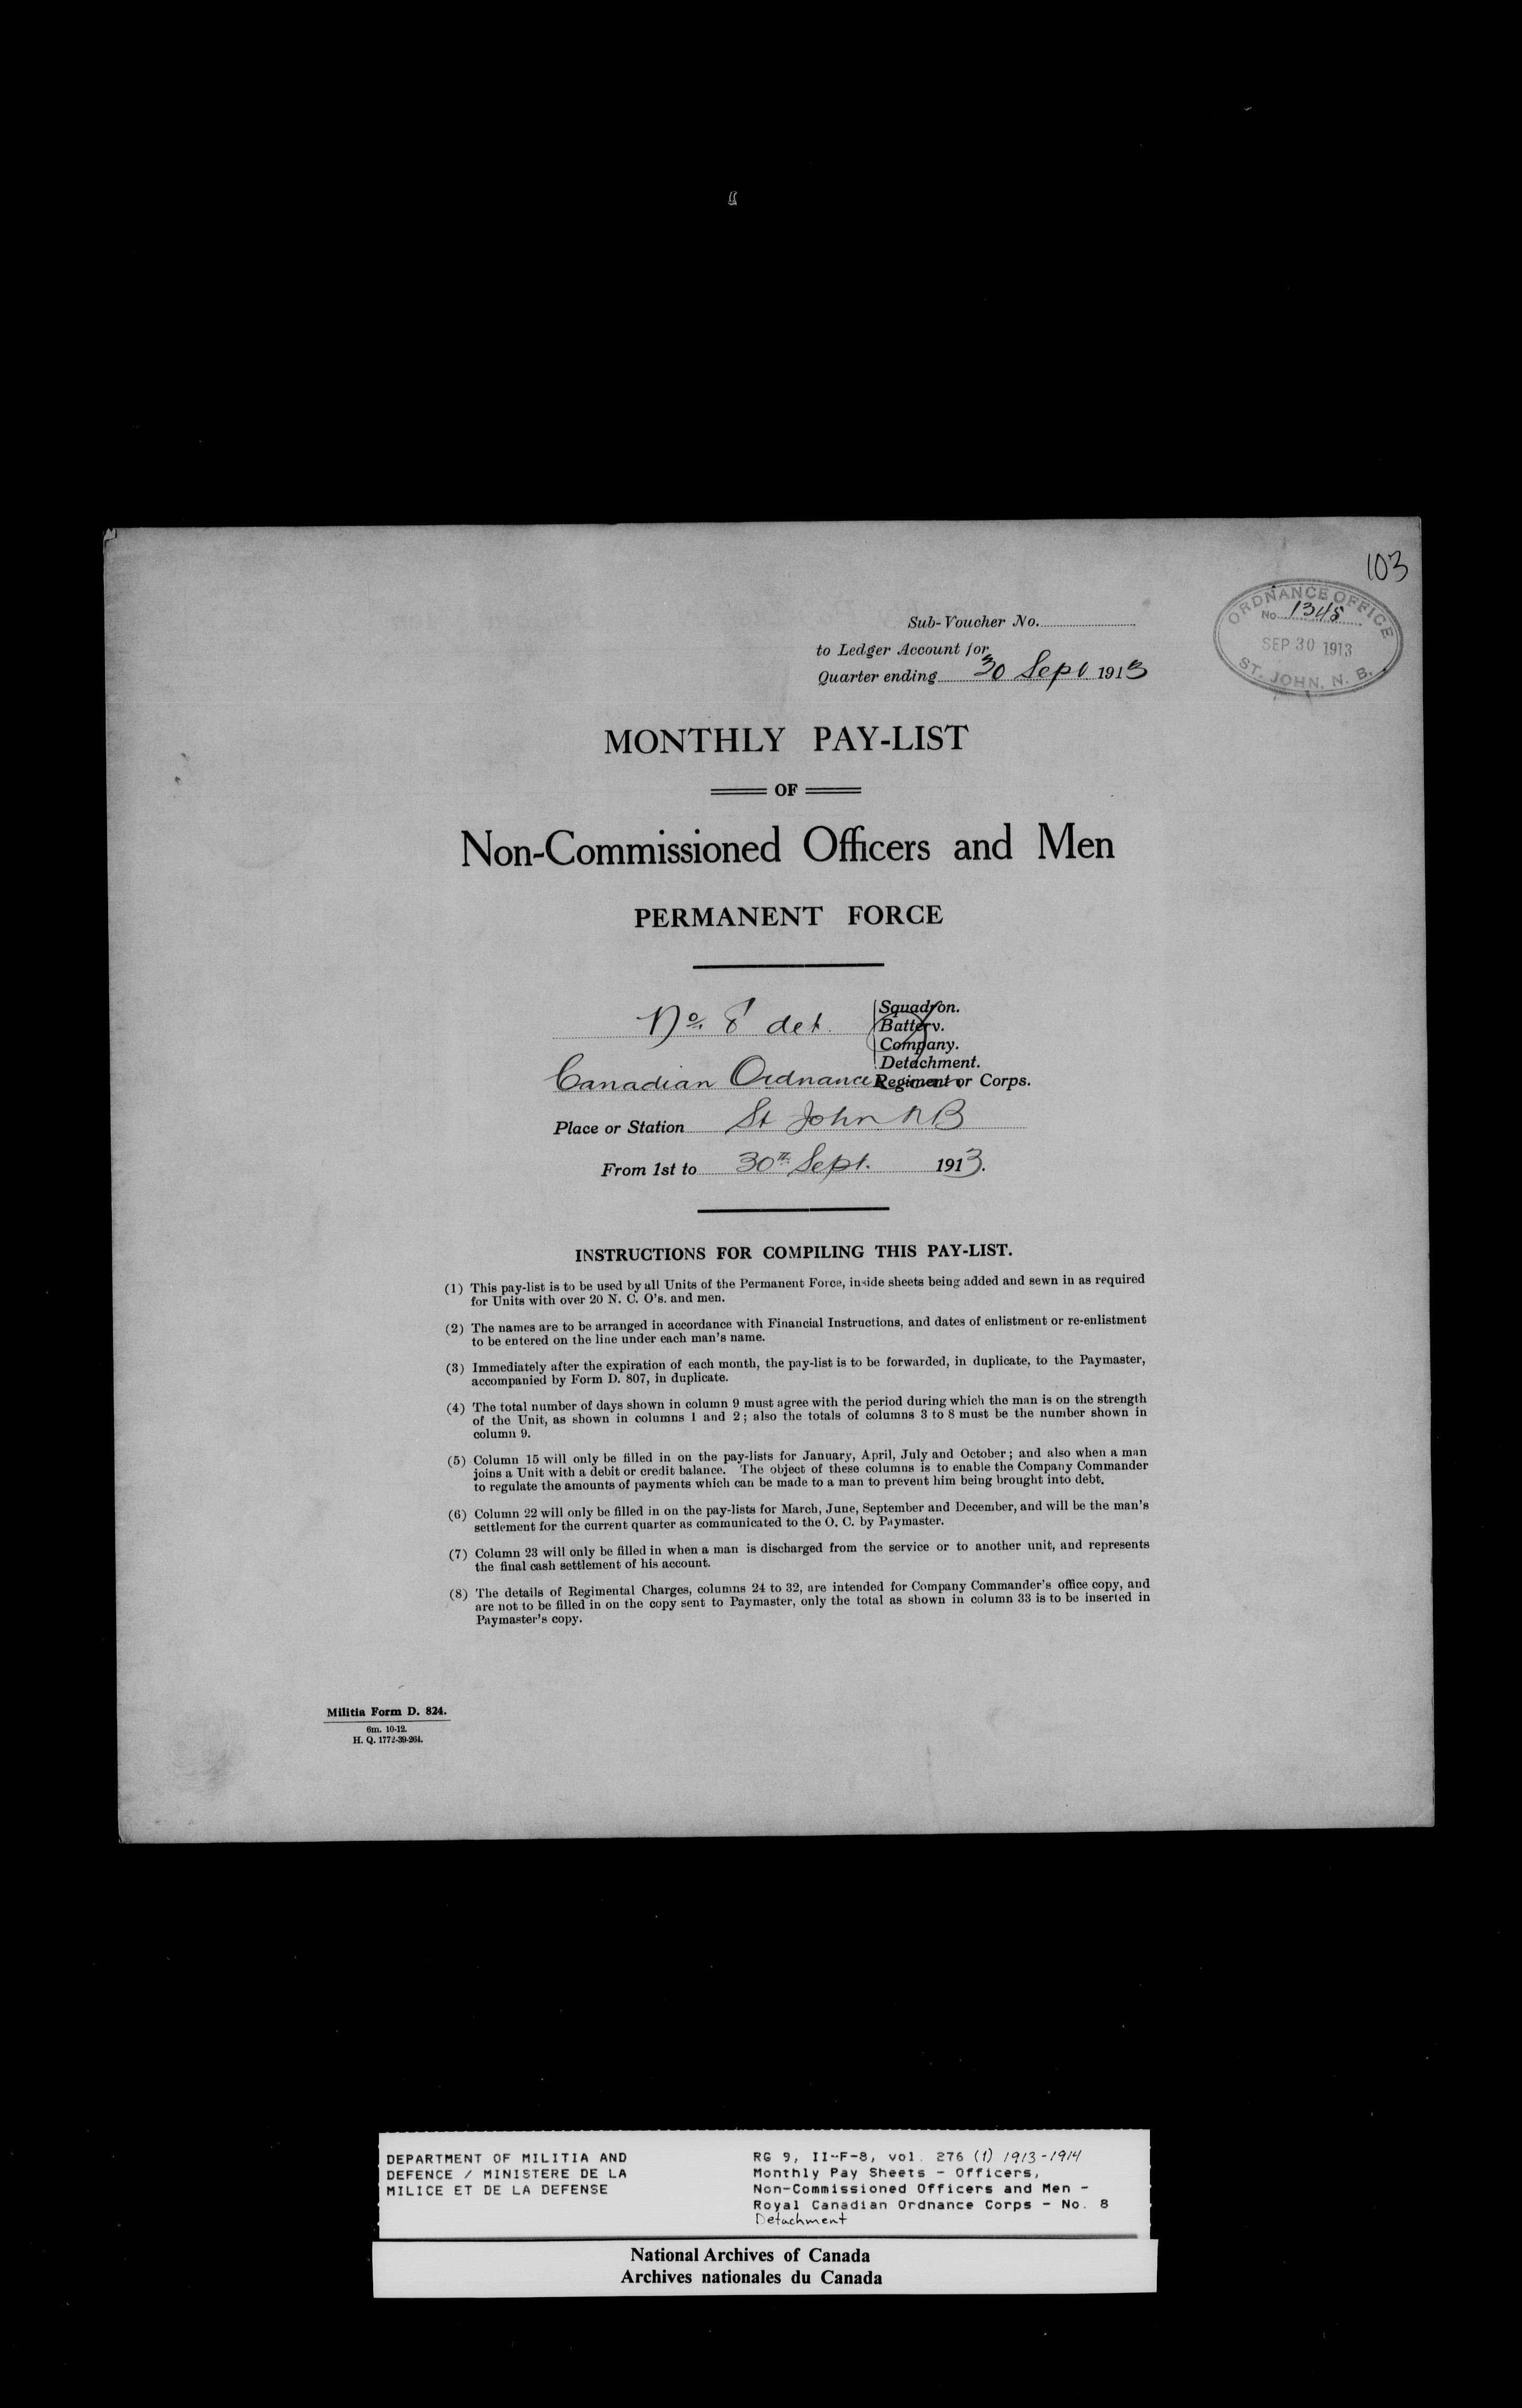 103
ORDNANCE OFFICE
No. 1348
SEP 30 1913
ST. JOHN, N. B.
Sub-Voucher No.
to Ledger Account for
Quarter ending 30 Sept 1913
MONTHLY PAY-LIST
OF
Non-Commissioned Officers and Men
PERMANENT FORCE
No. 8 det.
Squadron.
Battery.
Company.
Detachment.
Canadian Ordnance Regiment or Corps.
Place or Station St John N B
From 1st to 30th Sept. 1913.
INSTRUCTIONS FOR COMPILING THIS PAY-LIST.
(1) This pay-list is to be used by all Units of the Permanent Force, inside sheets being added and sewn in as required
for Units with over 20 N. C. O's. and men.
(2) The names are to be arranged in accordance with Financial Instructions, and dates of enlistment or re-enlistment
to be entered on the line under each man's name.
(3) Immediately after the expiration of each month, the pay-list is to be forwarded, in duplicate, to the Paymaster,
accompanied by Form D. 807, in duplicate.
(4) The total number of days shown in column 9 must agree with the period during which the man is on the strength
of the Unit, as shown in columns 1 and 2; also the totals of columns 3 to 8 must be the number shown in
column 9.
(5) Column 15 will only be filled in on the pay-lists for January, April, July and October; and also when a man
joins a Unit with a debit or credit balance. The object of these columns is to enable the Company Commander
to regulate the amounts of payments which can be made to a man to prevent him being brought into debt.
(6) Column 22 will only be filled in on the pay-lists for March, June, September and December, and will be the man's
settlement for the current quarter as communicated to the O. C. by Paymaster.
(7) Column 23 will only be filled in when a man is discharged from the service or to another unit, and represents
the final cash settlement of his account.
(8) The details of Regimental Charges, columns 24 to 32, are intended for Company Commander's office copy, and
are not to be filled in on the copy sent to Paymaster, only the total as shown in column 33 is to be inserted in
Paymaster's copy.
Militia Form D. 824.
6m. 10-12.
H. Q. 1772-39-264.
DEPARTMENT OF MILITIA AND
DEFENCE / MINISTERE DE LA
MILICE ET DE LA DEFENSE
RG 9, II-F-8, vol. 276 (1) 1913-1914
Monthly Pay Sheets - Officers,
Non-Commissioned Officers and Men -
Royal Canadian Ordnance Corps - No. 8
Detachment
National Archives of Canada
Archives nationales du Canada